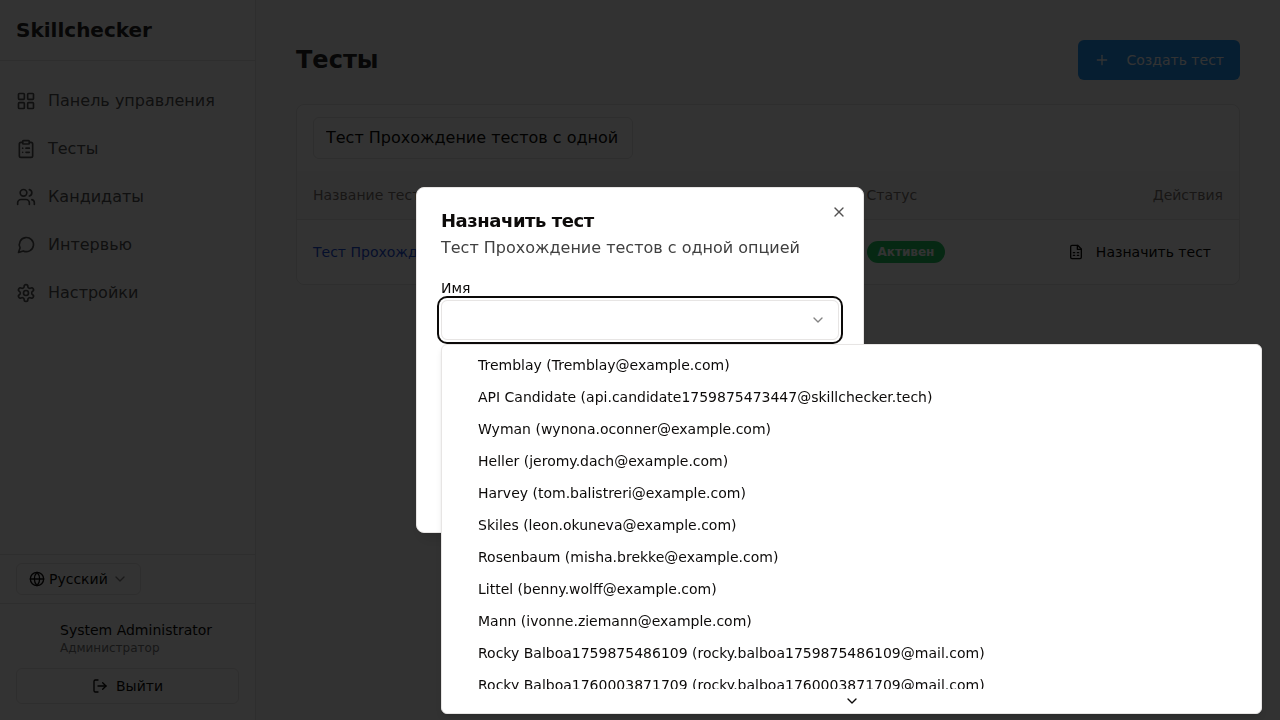 Skillchecker
Панель управления
Тесты
Кандидаты
Интервью
Настройки
Русский
System Administrator
Администратор
Выйти
Тесты
Создать тест
Тест Прохождение тестов с одной
Название тест
Статус
Действия
Тест Прохожд
Активен
Назначить тест
Назначить тест
Тест Прохождение тестов с одной опцией
Имя
Tremblay (Tremblay@example.com)
API Candidate (api.candidate1759875473447@skillchecker.tech)
Wyman (wynona.oconner@example.com)
Heller (jeromy.dach@example.com)
Harvey (tom.balistreri@example.com)
Skiles (leon.okuneva@example.com)
Rosenbaum (misha.brekke@example.com)
Littel (benny.wolff@example.com)
Mann (ivonne.ziemann@example.com)
Rocky Balboa1759875486109 (rocky.balboa1759875486109@mail.com)
Rocky Balboa1760003871709 (rocky.balboa1760003871709@mail.com)